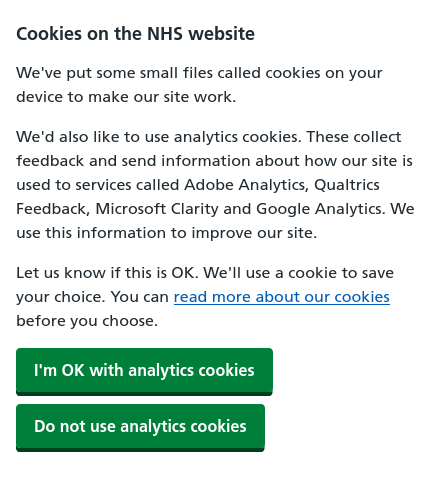 Cookies on the NHS website
We've put some small files called cookies on your
device to make our site work.
We'd also like to use analytics cookies. These collect
feedback and send information about how our site is
used to services called Adobe Analytics, Qualtrics
Feedback, Microsoft Clarity and Google Analytics. We
use this information to improve our site.
Let us know if this is OK. We'll use a cookie to save
your choice. You can read more about our cookies
before you choose.
I'm OK with analytics cookies
Do not use analytics cookies